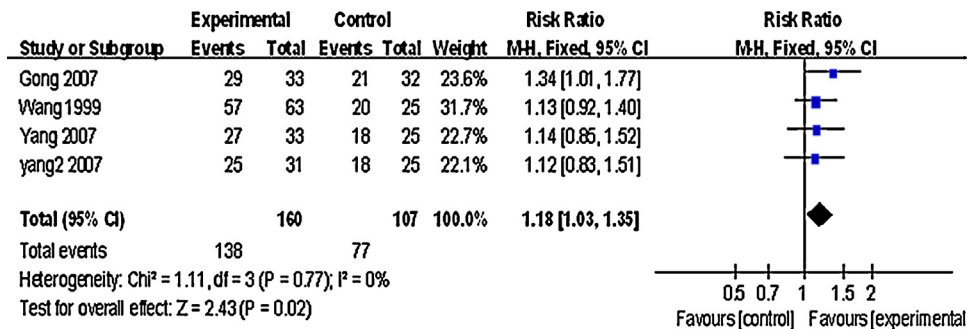 Experimental Control Risk Ratio Risk Ratio
Study or Subgroup Events Total Events Total Weight M-H, Fixed, 95% CI M-H, Fixed, 95% CI
Gong 2007 29 33 21 32 23.6% 1.34 [1.01, 1.77]
Wang 1999 57 63 20 25 31.7% 1.13 [0.92, 1.40]
Yang 2007 27 33 18 25 22.7% 1.14 [0.85, 1.52]
yang2 2007 25 31 18 25 22.1% 1.12 [0.83, 1.51]
Total (95% CI) 160 107 100.0% 1.18 [1.03, 1.35]
Total events 138 77
Heterogeneity: Chi² = 1.11, df = 3 (P = 0.77); I² = 0%
Test for overall effect: Z = 2.43 (P = 0.02)
0.5 0.7 1 1.5 2
Favours [control] Favours [experimental